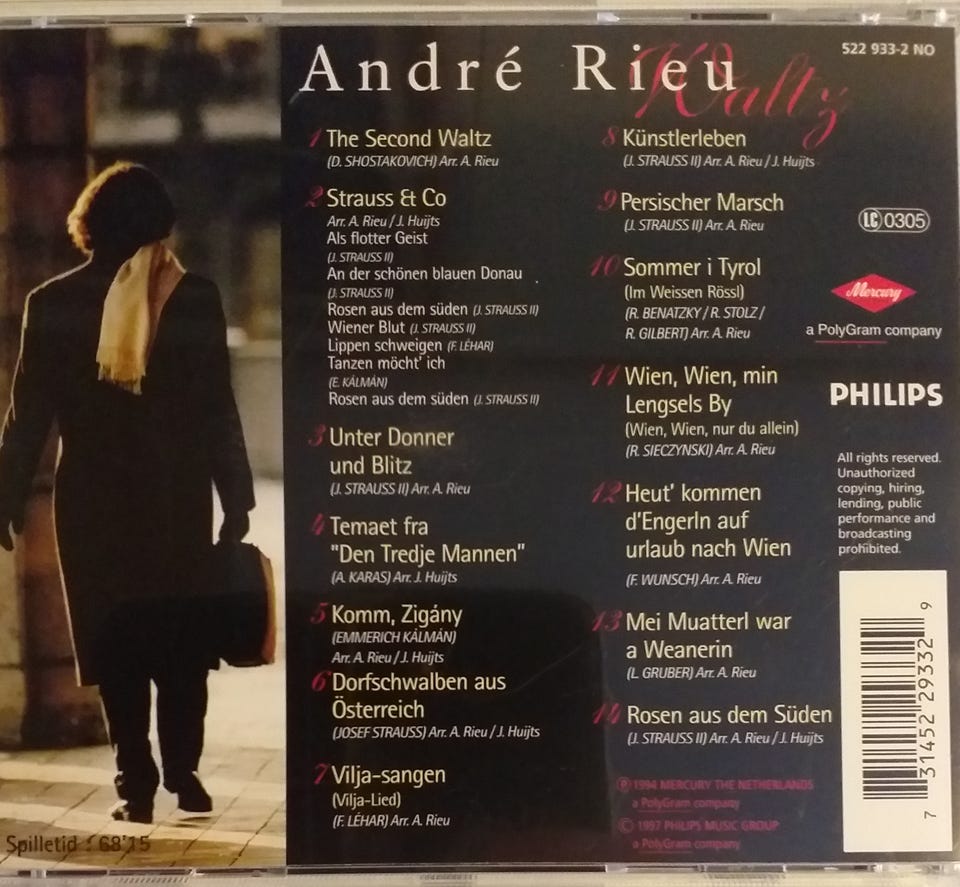 André Rieu
Waltz
522 933-2 NO
1 The Second Waltz
(D. SHOSTAKOVICH) Arr. A. Rieu
2 Strauss & Co
Arr. A. Rieu / J. Huijts
Als flotter Geist
(J. STRAUSS II)
An der schönen blauen Donau
(J. STRAUSS II)
Rosen aus dem süden (J. STRAUSS II)
Wiener Blut (J. STRAUSS II)
Lippen schweigen (F. LÉHAR)
Tanzen möcht' ich
(E. KÁLMÁN)
Rosen aus dem süden (J. STRAUSS II)
3 Unter Donner
und Blitz
(J. STRAUSS II) Arr. A. Rieu
4 Temaet fra
"Den Tredje Mannen"
(A. KARAS) Arr. J. Huijts
5 Komm, Zigány
(EMMERICH KÁLMÁN)
Arr. A. Rieu / J. Huijts
6 Dorfschwalben aus
Österreich
(JOSEF STRAUSS) Arr. A. Rieu / J. Huijts
7 Vilja-sangen
(Vilja-Lied)
(F. LÉHAR) Arr. A. Rieu
8 Künstlerleben
(J. STRAUSS II) Arr. A. Rieu / J. Huijts
9 Persischer Marsch
(J. STRAUSS II) Arr. A. Rieu
10 Sommer i Tyrol
(Im Weissen Rössl)
(R. BENATZKY / R. STOLZ /
R. GILBERT) Arr. A. Rieu
11 Wien, Wien, min
Lengsels By
(Wien, Wien, nur du allein)
(R. SIECZYNSKI) Arr. A. Rieu
12 Heut' kommen
d'Engerln auf
urlaub nach Wien
(F. WUNSCH) Arr. A. Rieu
13 Mei Muatterl war
a Weanerin
(L. GRUBER) Arr. A. Rieu
14 Rosen aus dem Süden
(J. STRAUSS II) Arr. A. Rieu / J. Huijts
℗ 1994 MERCURY THE NETHERLANDS
a PolyGram company
© 1997 PHILIPS MUSIC GROUP
a PolyGram company
LC 0305
Mercury
a PolyGram company
PHILIPS
All rights reserved.
Unauthorized
copying, hiring,
lending, public
performance and
broadcasting
prohibited.
7 31452 29332 9
Spilletid : 68'15